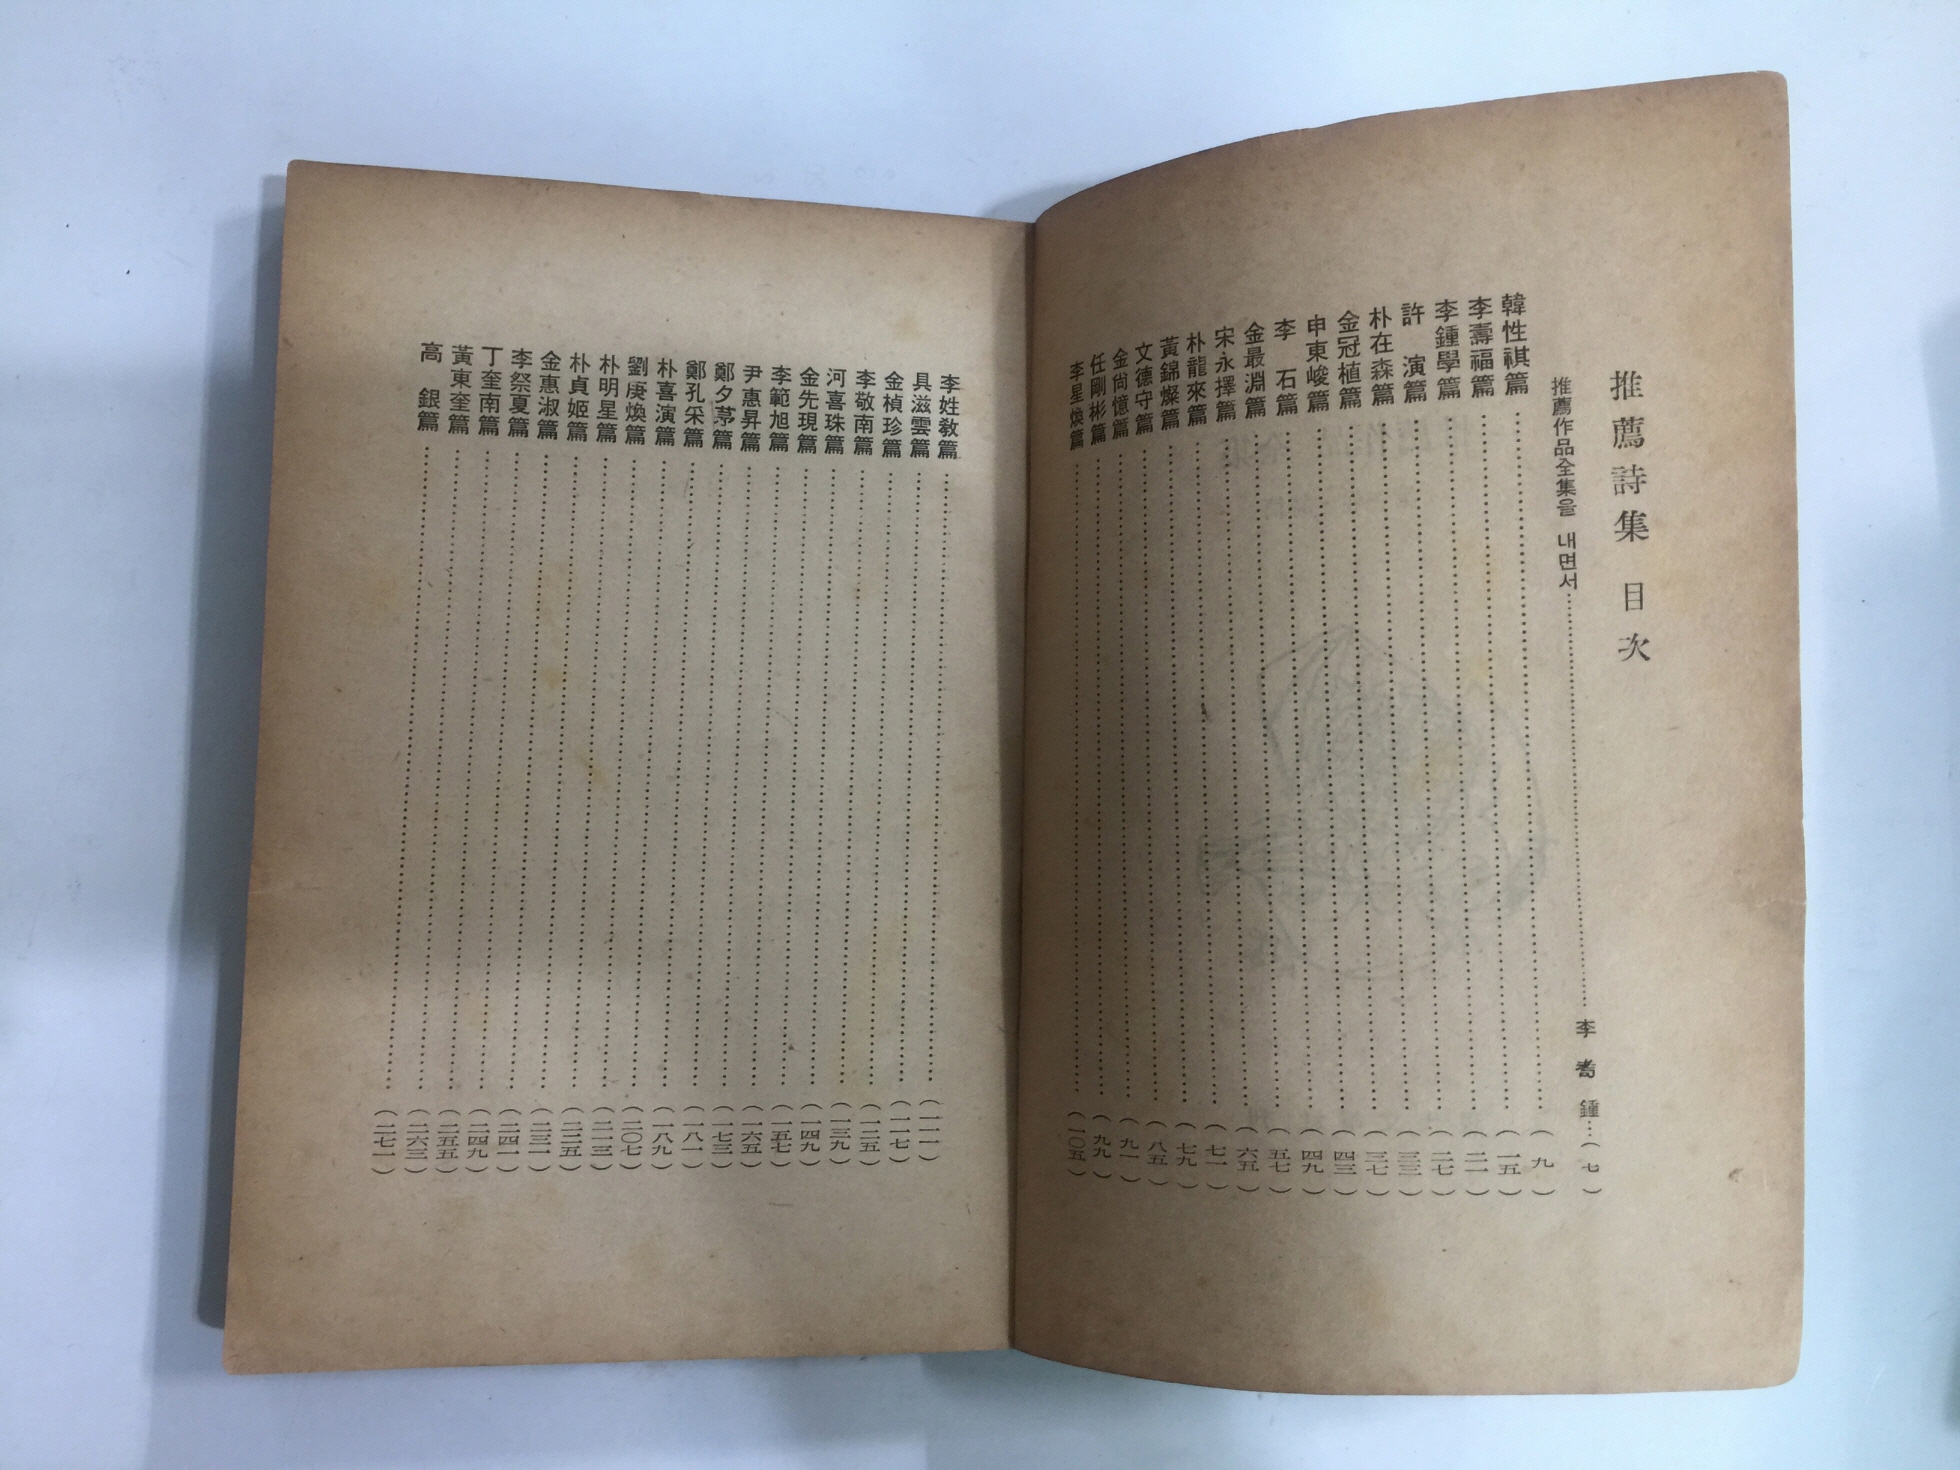 推薦詩集 目次
推薦作品全集을 내면서 李 鍾 (七)
韓性祺篇 (九)
李壽福篇 (一五)
李鍾學篇 (二一)
許 演篇 (二七)
朴在森篇 (三三)
金冠植篇 (三七)
申東峻篇 (四三)
李 石篇 (四九)
金最淵篇 (五七)
宋永擇篇 (六五)
朴龍來篇 (七一)
黃錦燦篇 (七九)
文德守篇 (八五)
金尙憶篇 (九一)
任剛彬篇 (九九)
李星煥篇 (一〇五)
李姓教篇 (一一一)
具滋雲篇 (一一七)
金楨珍篇 (一二五)
李敬南篇 (一三九)
河喜珠篇 (一四九)
金先現篇 (一五七)
李範旭篇 (一六五)
尹惠昇篇 (一七三)
鄭夕茅篇 (一八一)
鄭孔采篇 (一八九)
朴喜演篇 (二〇七)
劉庚煥篇 (二一三)
朴明星篇 (二二五)
朴貞姬篇 (二三一)
金惠淑篇 (二四一)
李祭夏篇 (二四九)
丁奎南篇 (二五五)
黃東奎篇 (二六三)
高 銀篇 (二七一)